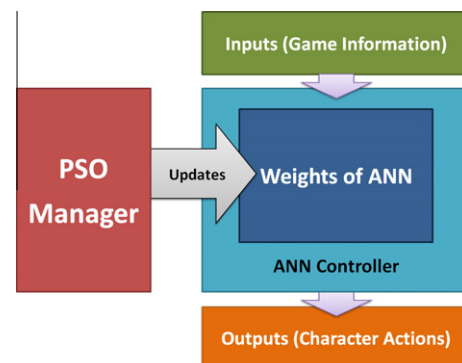 Inputs (Game Information)
PSO
Manager
Updates
Weights of ANN
ANN Controller
Outputs (Character Actions)